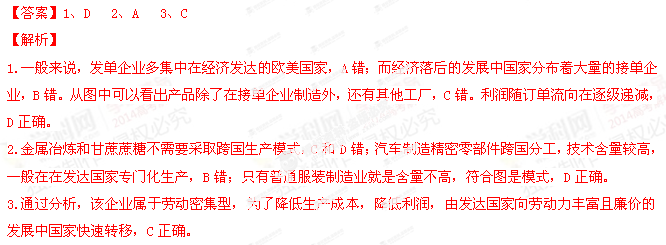 【答案】1、D 2、A 3、C
【解析】
1.一般来说，发单企业多集中在经济发达的欧美国家，A错；而经济落后的发展中国家分布着大量的接单企
业，B错。从图中可以看出产品除了在接单企业制造外，还有其他工厂，C错。利润随订单流向在逐级递减，
D正确。
2.金属冶炼和甘蔗蔗糖不需要采取跨国生产模式，C和D错；汽车制造精密零部件跨国分工，技术含量较高，
一般在在发达国家专门化生产，B错；只有普通服装制造业就是含量不高，符合图是模式，D正确。
3.通过分析，该企业属于劳动密集型，为了降低生产成本，降低利润，由发达国家向劳动力丰富且廉价的
发展中国家快速转移，C正确。